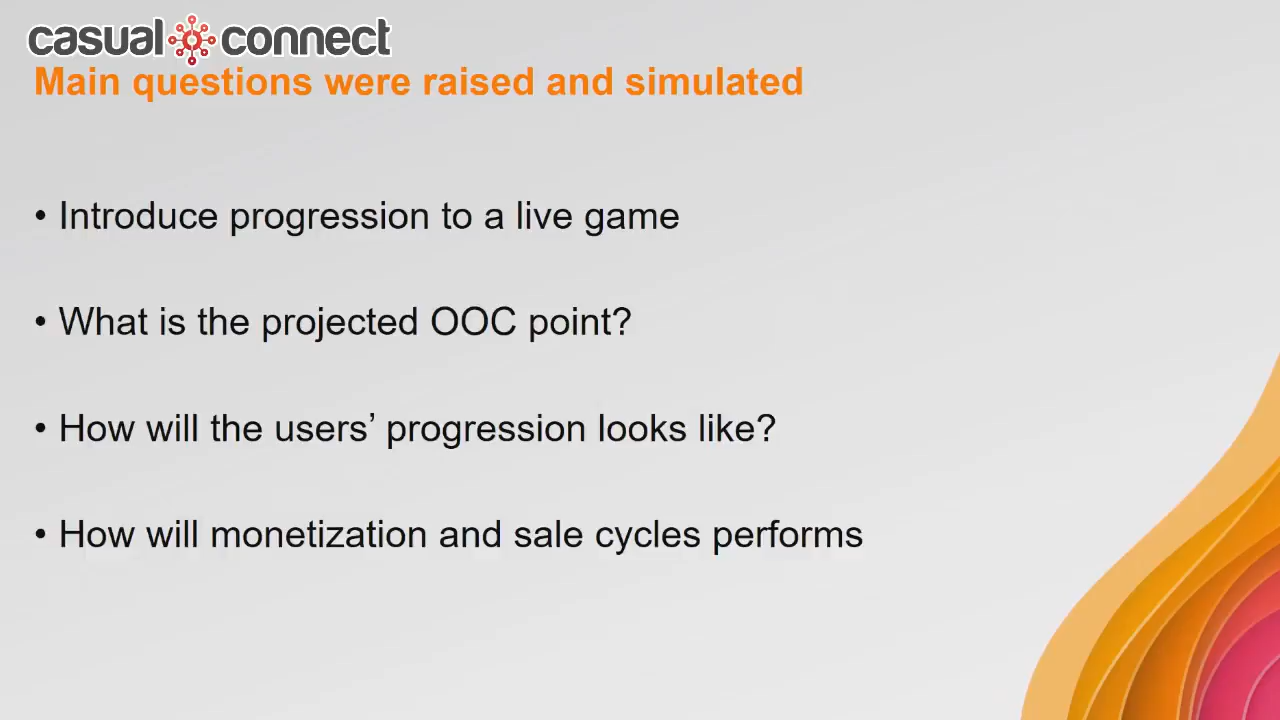 casual connect
Main questions were raised and simulated
• Introduce progression to a live game
• What is the projected OOC point?
• How will the users’ progression looks like?
• How will monetization and sale cycles performs